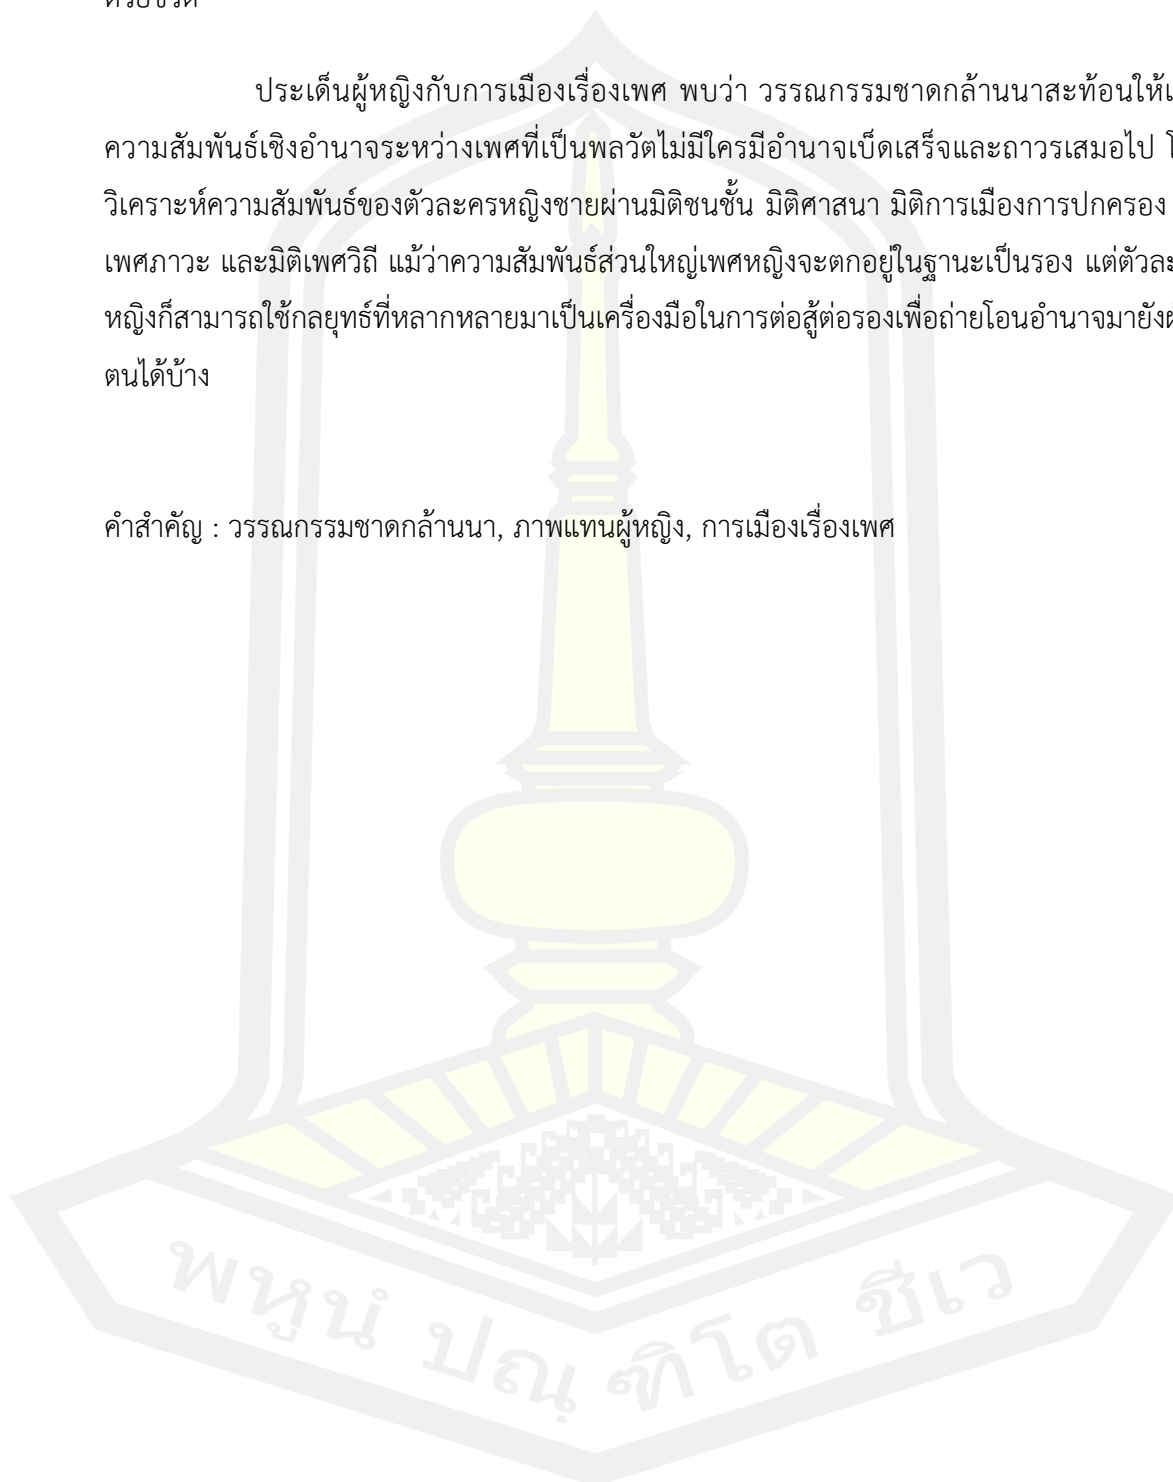 ประเด็นผู้หญิงกับการเมืองเรื่องเพศ พบว่า วรรณกรรมชาดกล้านนาสะท้อนให้เ
ความสัมพันธ์เชิงอำนาจระหว่างเพศที่เป็นพลวัตไม่มีใครมีอำนาจเบ็ดเสร็จและถาวรเสมอไป
วิเคราะห์ความสัมพันธ์ของตัวละครหญิงชายผ่านมิติชนชั้น มิติศาสนา มิติการเมืองการปกครอง
เพศภาวะ และมิติเพศวิถี แม้ว่าความสัมพันธ์ส่วนใหญ่เพศหญิงจะตกอยู่ในฐานะเป็นรอง แต่ตัวละ
หญิงก็สามารถใช้กลยุทธ์ที่หลากหลายมาเป็นเครื่องมือในการต่อสู้ต่อรองเพื่อถ่ายโอนอำนาจมายัง
ตนได้บ้าง
คำสำคัญ : วรรณกรรมชาดกล้านนา, ภาพแทนผู้หญิง, การเมืองเรื่องเพศ
พหูนํ ปณฺฑิโต ชีเว